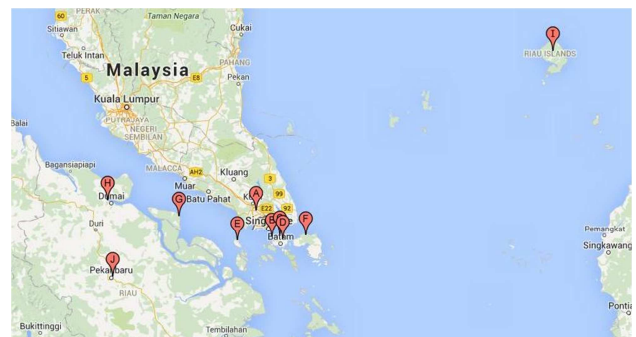 60
PERAK
Taman Negara
Sitiawan
Cukai
I
RIAU ISLANDS
Teluk Intan
Malaysia
5
E8
PAHANG
Pekan
Kuala Lumpur
PUTRAJAYA
NEGERI
SEMBILAN
Balai
MALACCA
AH2
Kluang
Bagansiapiapi
H
Muar
3
Dumai
G
Batu Pahat
A
99
E22
92
Duri
E
B
D
F
Batam
Pemangkat
Singkawang
J
Pekanbaru
RIAU
Bukittinggi
Tembilahan